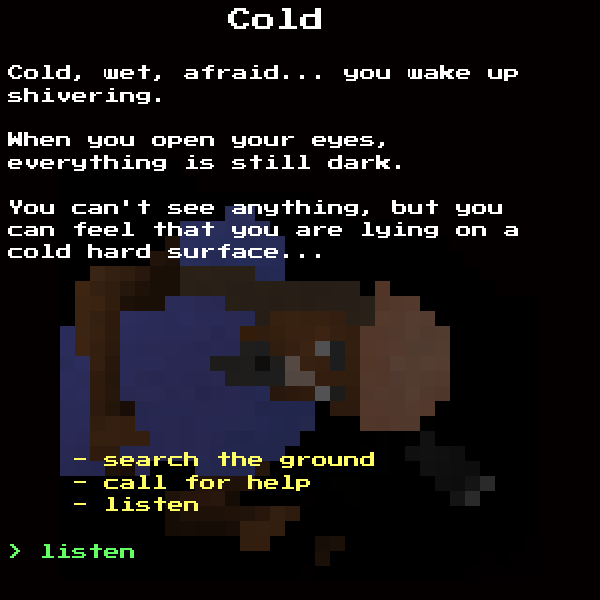 Cold
Cold, wet, afraid... you wake up
shivering.
When you open your eyes,
everything is still dark.
You can't see anything, but you
can feel that you are lying on a
cold hard surface...
- search the ground
- call for help
- listen
> listen